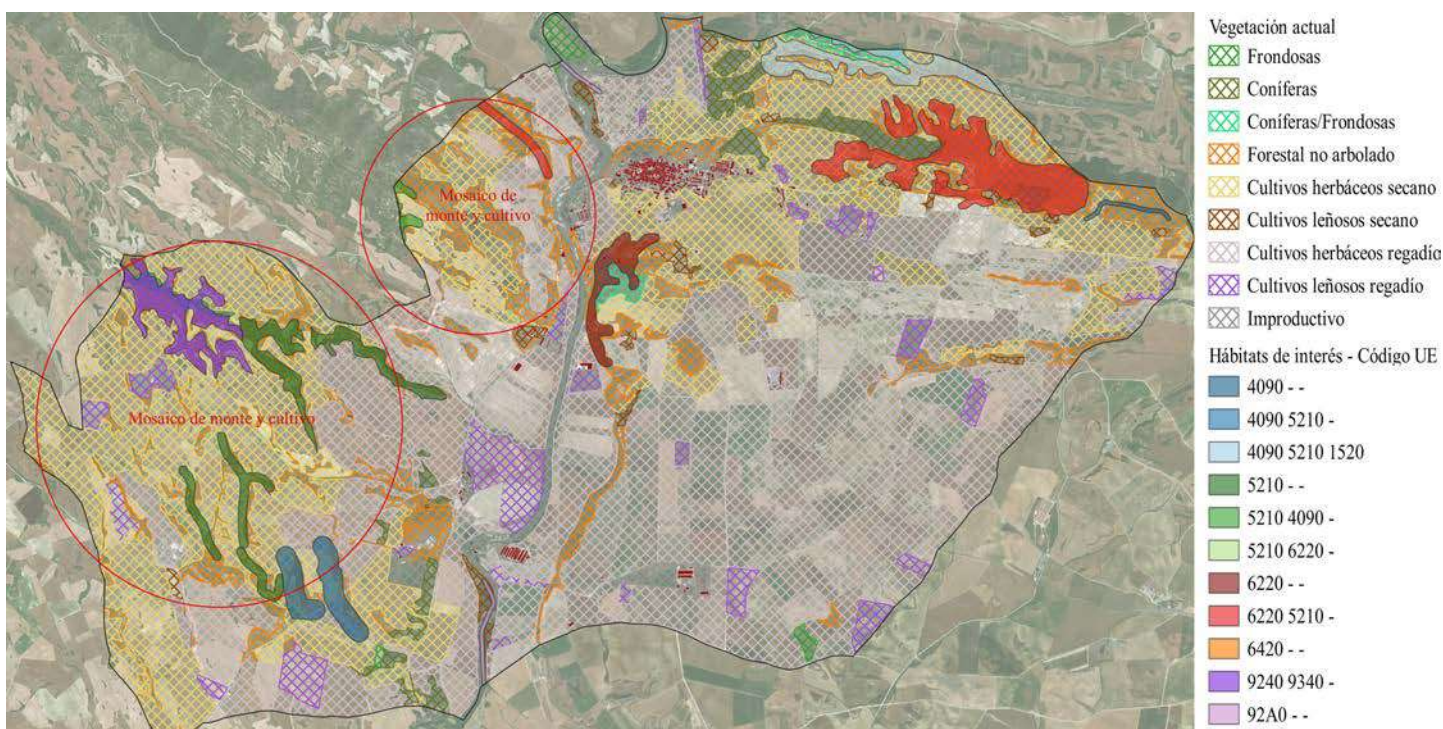 Mosaico de
monte y cultivo
Mosaico de monte y cultivo
Vegetación actual
Frondosas
Coníferas
Coníferas/Frondosas
Forestal no arbolado
Cultivos herbáceos secano
Cultivos leñosos secano
Cultivos herbáceos regadío
Cultivos leñosos regadío
Improductivo
Hábitats de interés - Código UE
4090 - -
4090 5210 -
4090 5210 1520
5210 - -
5210 4090 -
5210 6220 -
6220 - -
6220 5210 -
6420 - -
9240 9340 -
92A0 - -